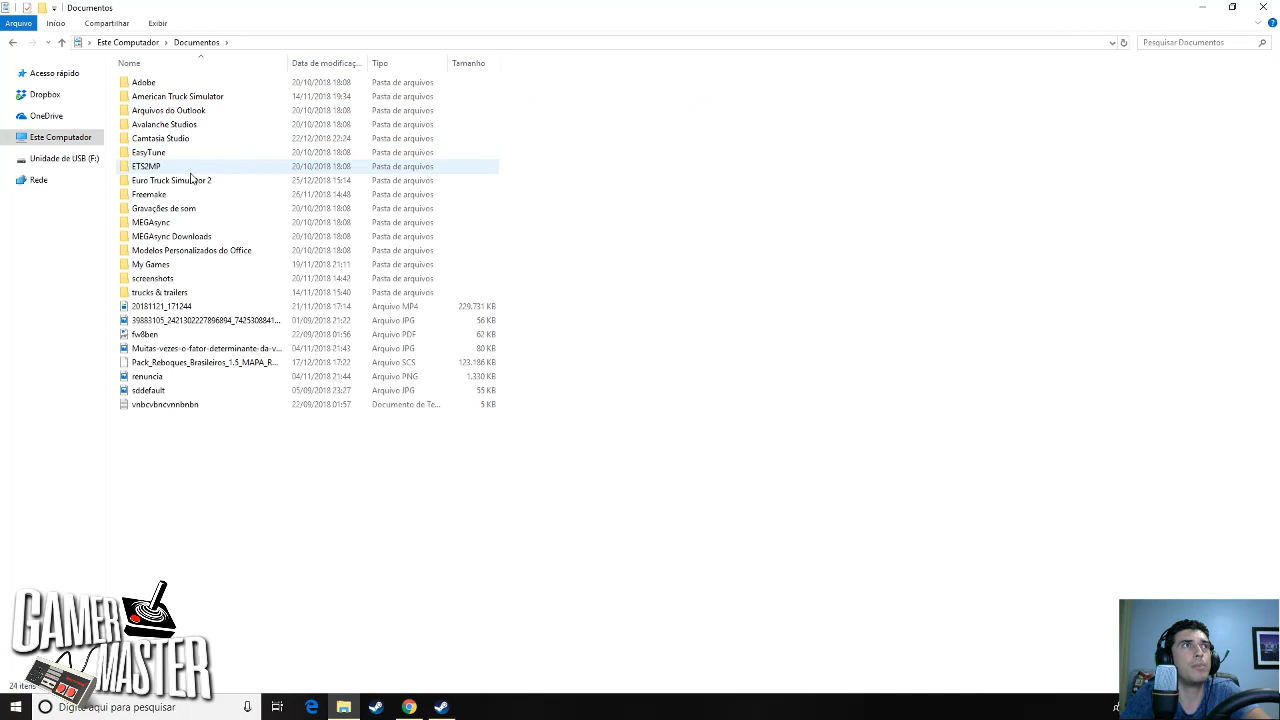 Documentos
Arquivo Início Compartilhar Exibir
Este Computador Documentos Pesquisar Documentos
Nome Data de modificaç... Tipo Tamanho
Acesso rápido
Dropbox
OneDrive
Este Computador
Unidade de USB (F:)
Rede
Adobe 20/10/2018 18:08 Pasta de arquivos
American Truck Simulator 14/11/2018 19:34 Pasta de arquivos
Arquivos do Outlook 20/10/2018 18:08 Pasta de arquivos
Avalanche Studios 20/10/2018 18:08 Pasta de arquivos
Camtasia Studio 22/12/2018 22:24 Pasta de arquivos
EasyTune 20/10/2018 18:08 Pasta de arquivos
ETS2MP 20/10/2018 18:08 Pasta de arquivos
Euro Truck Simulator 2 25/12/2018 15:14 Pasta de arquivos
Freemake 26/11/2018 14:48 Pasta de arquivos
Gravações de som 20/10/2018 18:08 Pasta de arquivos
MEGAsync 20/10/2018 18:08 Pasta de arquivos
MEGAsync Downloads 20/10/2018 18:08 Pasta de arquivos
Modelos Personalizados do Office 20/10/2018 18:08 Pasta de arquivos
My Games 19/11/2018 21:11 Pasta de arquivos
screenshots 20/11/2018 14:42 Pasta de arquivos
trucks & trailers 14/11/2018 15:40 Pasta de arquivos
20181121_171244 21/11/2018 17:14 Arquivo MP4 229.731 KB
39883105_2421302227896894_7425308841... 01/09/2018 21:22 Arquivo JPG 56 KB
fw8ben 22/09/2018 01:56 Arquivo PDF 62 KB
Muitas-vezes-o-fator-determinante-da-v... 04/11/2018 21:43 Arquivo JPG 80 KB
Pack_Reboques_Brasileiros_1.5_MAPA_R... 17/12/2018 17:22 Arquivo SCS 123.186 KB
renuncia 04/11/2018 21:44 Arquivo PNG 1.330 KB
sddefault 05/09/2018 23:27 Arquivo JPG 55 KB
vnbcvbncvnnbnbn 22/09/2018 01:57 Documento de Te... 5 KB
GAMER
MASTER
24 itens
Digite aqui para pesquisar